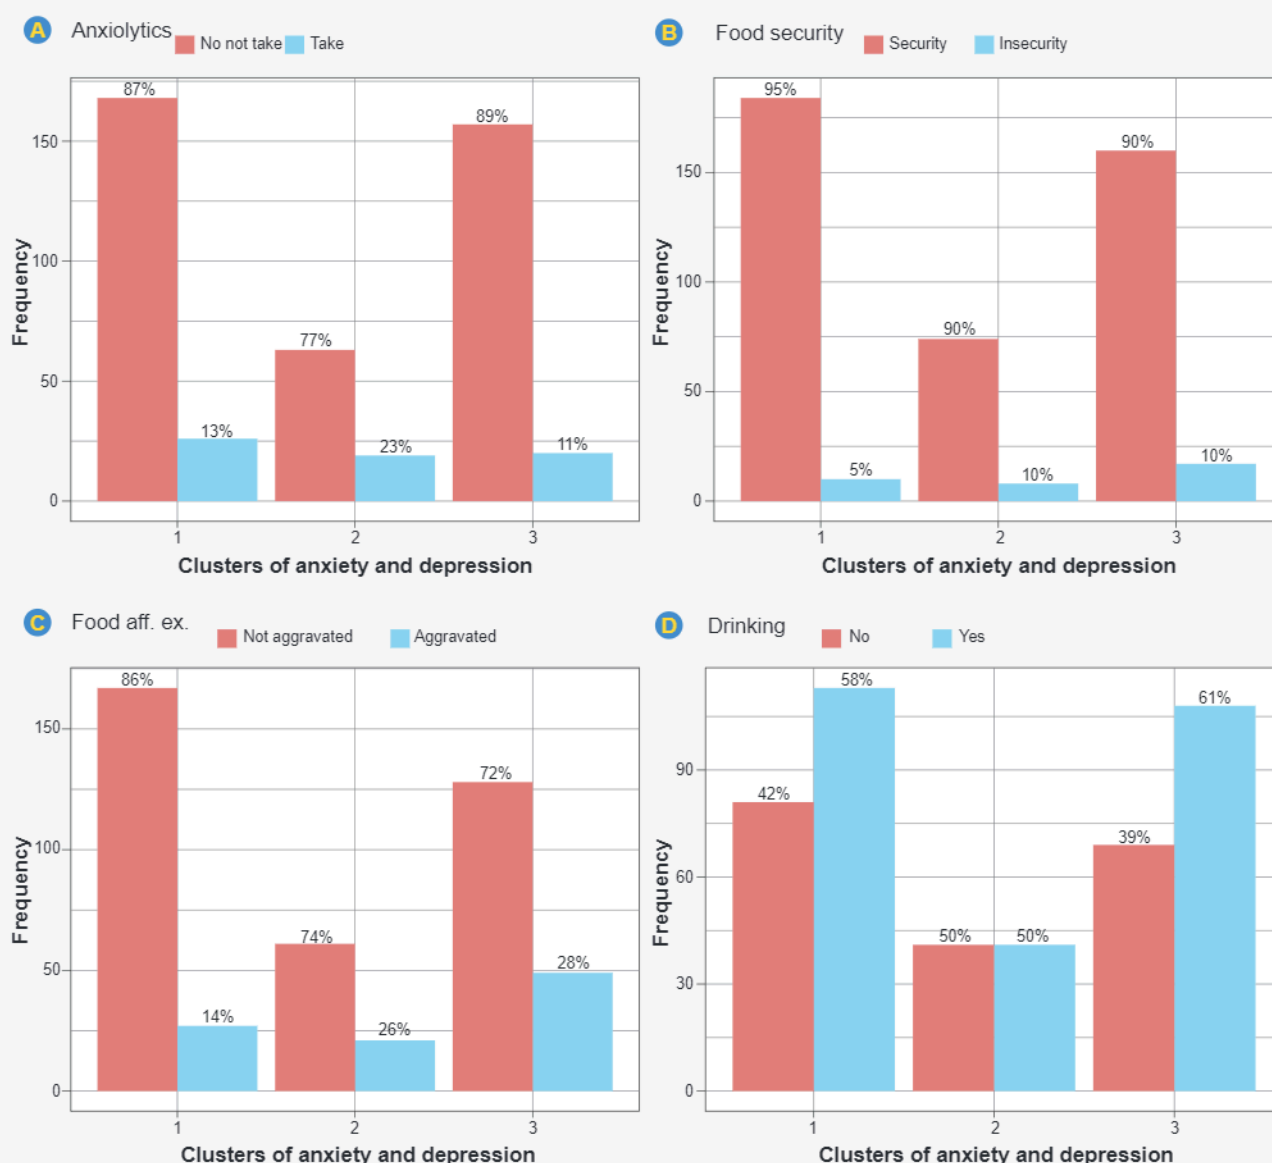 A Anxiolytics No not take Take
87%
89%
77%
13%
23%
11%
150
100
50
0
Frequency
1 2 3
Clusters of anxiety and depression
B Food security Security Insecurity
95%
90%
90%
5%
10%
10%
150
100
50
0
Frequency
1 2 3
Clusters of anxiety and depression
C Food aff. ex. Not aggravated Aggravated
86%
72%
74%
14%
26%
28%
150
100
50
0
Frequency
1 2 3
Clusters of anxiety and depression
D Drinking No Yes
58%
61%
42%
39%
50% 50%
90
60
30
0
Frequency
1 2 3
Clusters of anxiety and depression